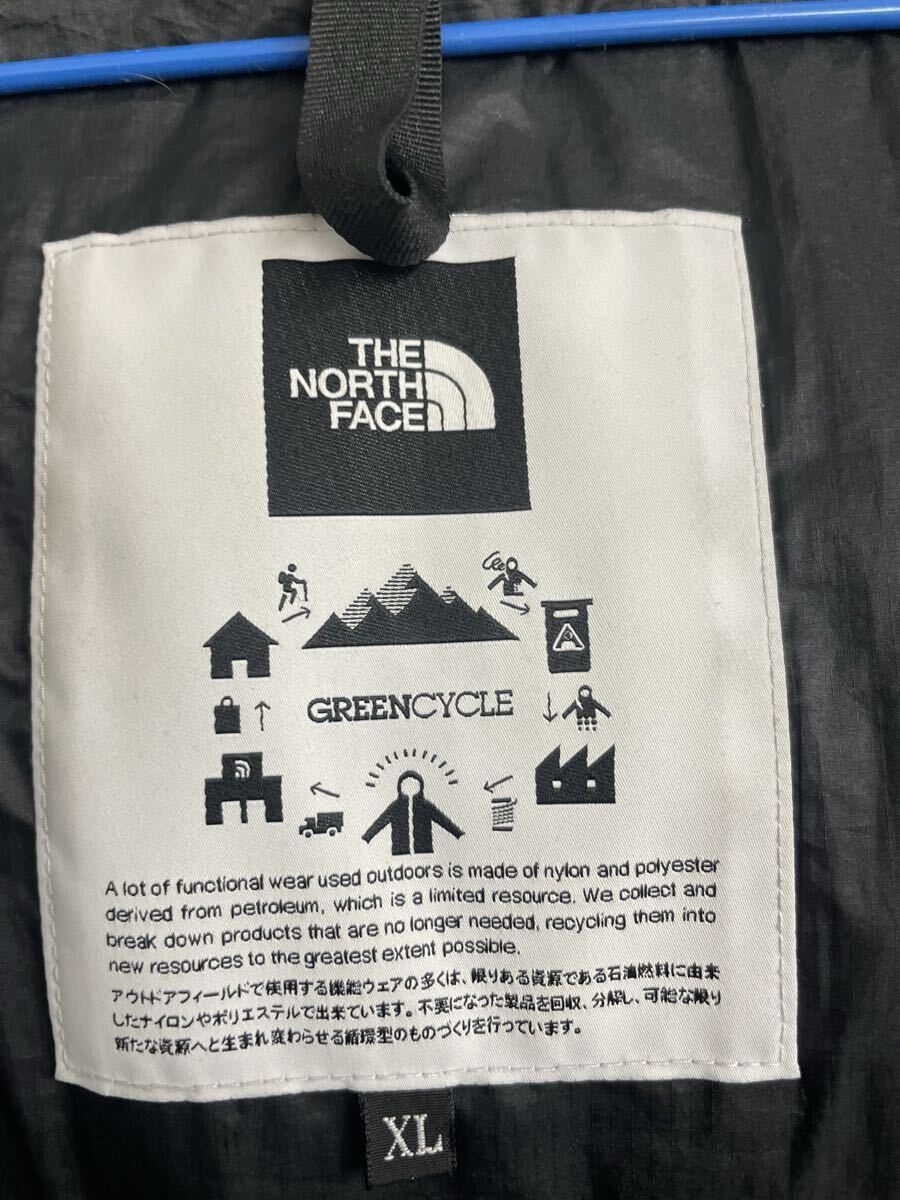 THE
NORTH
FACE
GREENCYCLE
A lot of functional wear used outdoors is made of nylon and polyester
derived from petroleum, which is a limited resource. We collect and
break down products that are no longer needed, recycling them into
new resources to the greatest extent possible.
アウトドアフィールドで使用する機能ウェアの多くは、限りある資源である石油燃料に由来
したナイロンやポリエステルで出来ています。不要になった製品を回収、分解し、可能な限り
新たな資源へと生まれ変わらせる循環型のものづくりを行っています。
XL